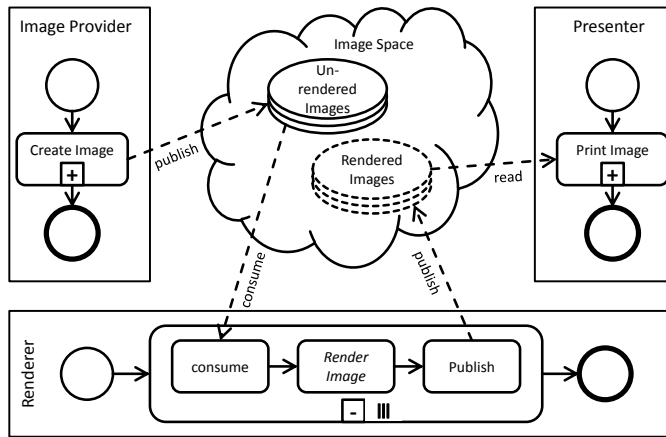 Image Provider
Image Space
Presenter
Un-
rendered
Images
Create Image
+
publish
Rendered
Images
read
Print Image
+
consume
publish
Renderer
consume
Render
Image
Publish
-